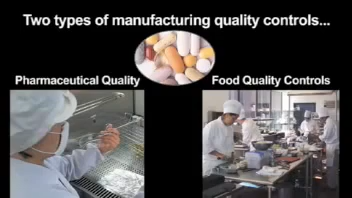 Two types of manufacturing quality controls...
Pharmaceutical Quality
Food Quality Controls